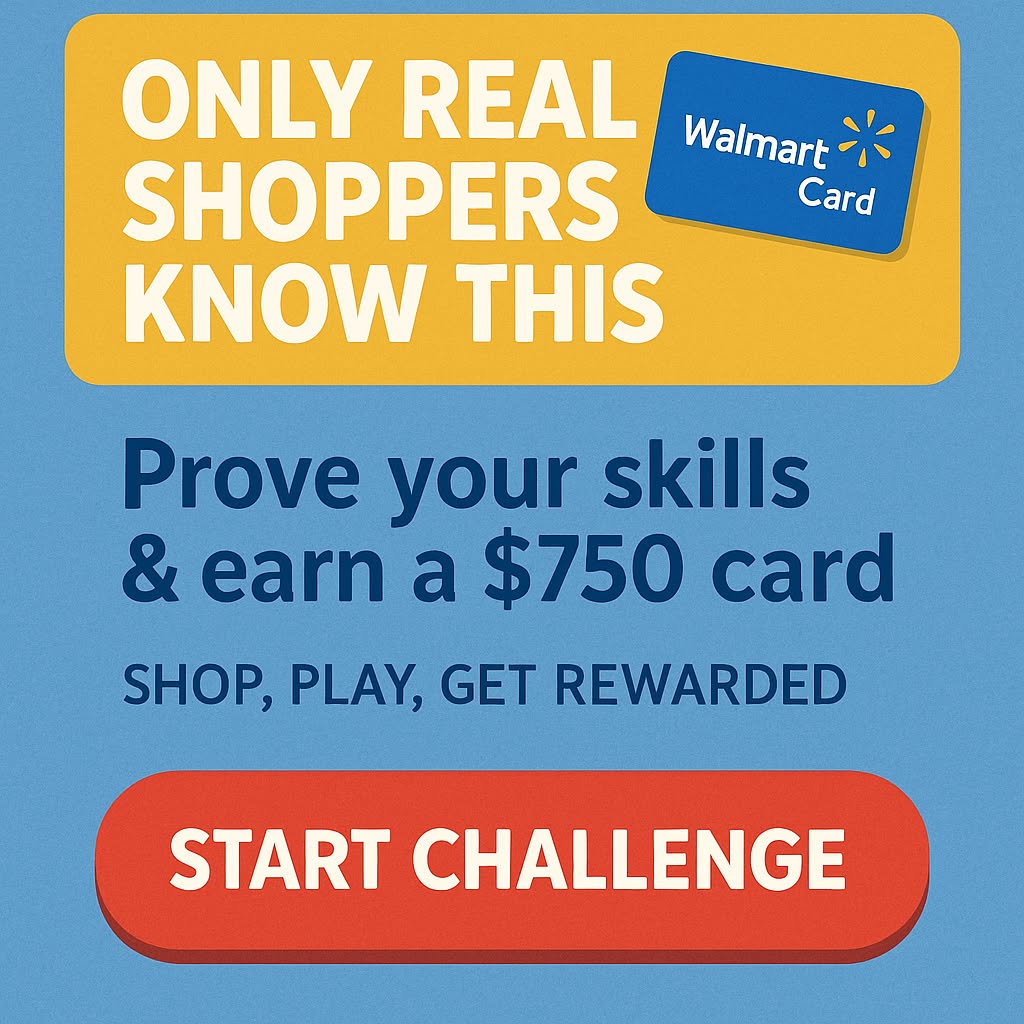 ONLY REAL
SHOPPERS
KNOW THIS
Walmart
Card
Prove your skills
& earn a $750 card
SHOP, PLAY, GET REWARDED
START CHALLENGE